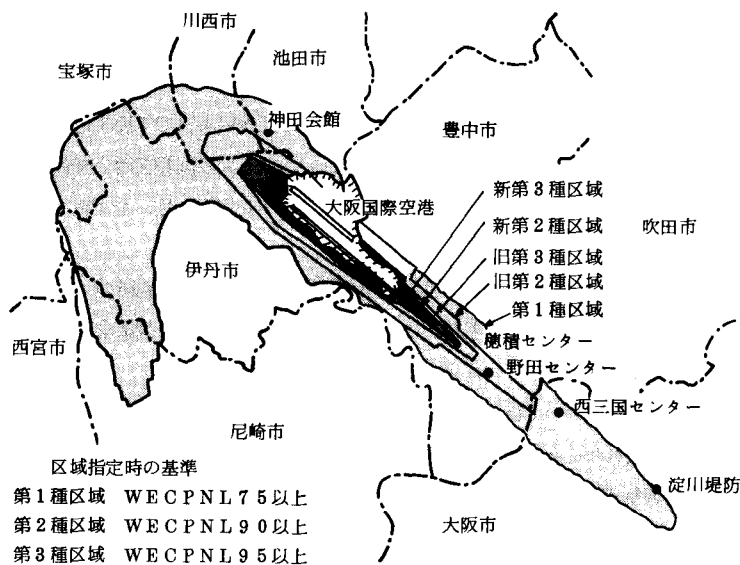 川西市
宝塚市
池田市
神田会館
豊中市
大阪国際空港
新第3種区域
新第2種区域
吹田市
旧第3種区域
伊丹市
旧第2種区域
第1種区域
穂積センター
西宮市
野田センター
西三国センター
尼崎市
淀川堤防
大阪市
区域指定時の基準
第1種区域 WECPNL75以上
第2種区域 WECPNL90以上
第3種区域 WECPNL95以上